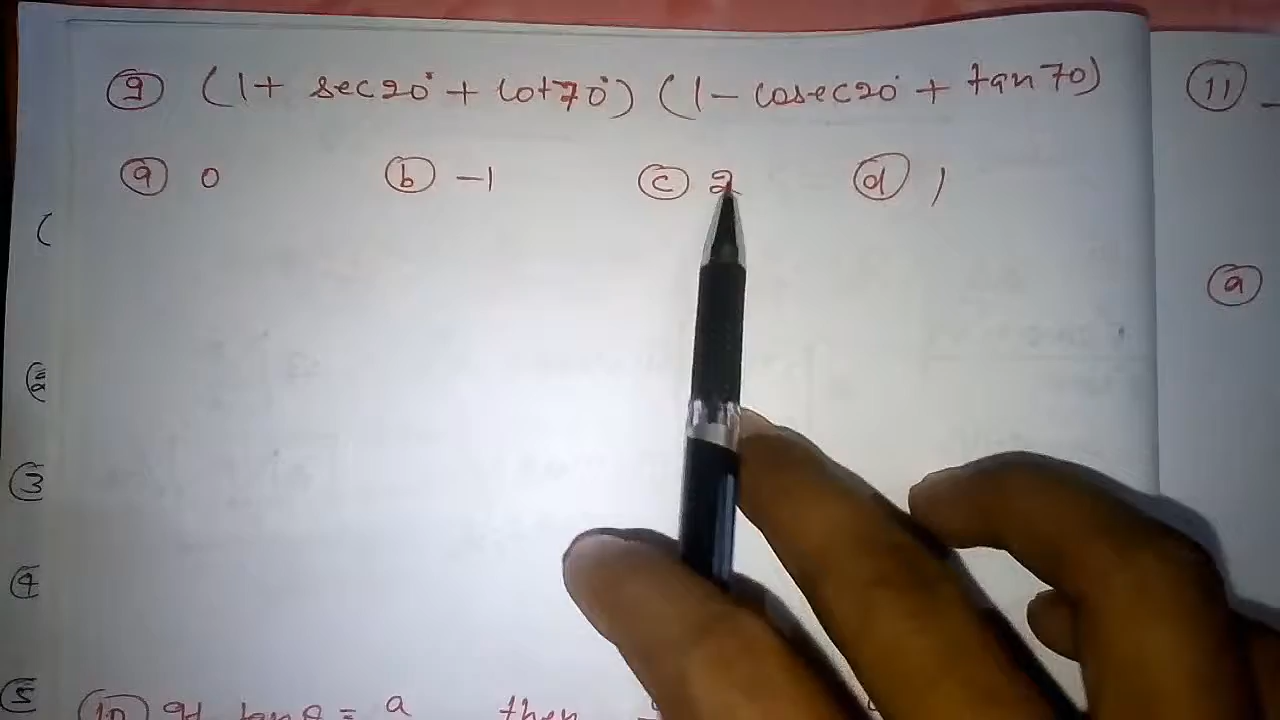 9 (1 + sec20° + cot70°) (1 - cosec20° + tan70)
a 0 b -1 c 2 d 1
11
a
(
2
3
4
5
10 If tanθ = a then